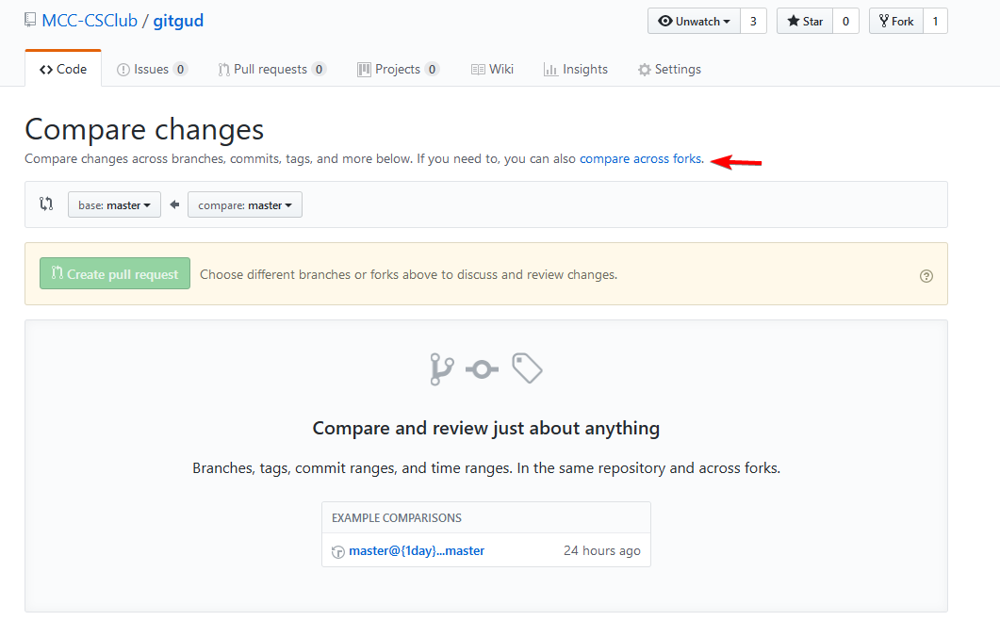 MCC-CSClub / gitgud
Unwatch 3 Star 0 Fork 1
Code Issues 0 Pull requests 0 Projects 0 Wiki Insights Settings
Compare changes
Compare changes across branches, commits, tags, and more below. If you need to, you can also compare across forks.
base: master compare: master
Create pull request Choose different branches or forks above to discuss and review changes.
Compare and review just about anything
Branches, tags, commit ranges, and time ranges. In the same repository and across forks.
EXAMPLE COMPARISONS
master@{1day}...master 24 hours ago